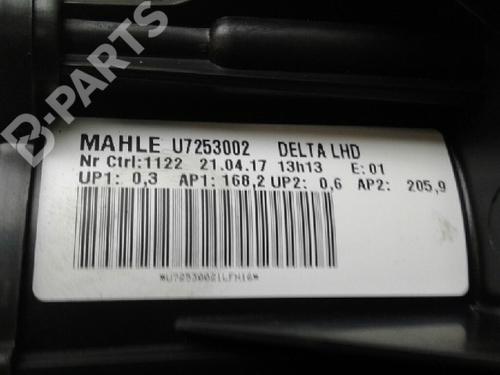 B-PARTS
MAHLE U7253002 DELTA LHD
Nr Ctrl:1122 21.04.17 13h13 E:01
UP1: 0,3 AP1: 168,2 UP2: 0,6 AP2: 205,9
*U72530021LFH16*